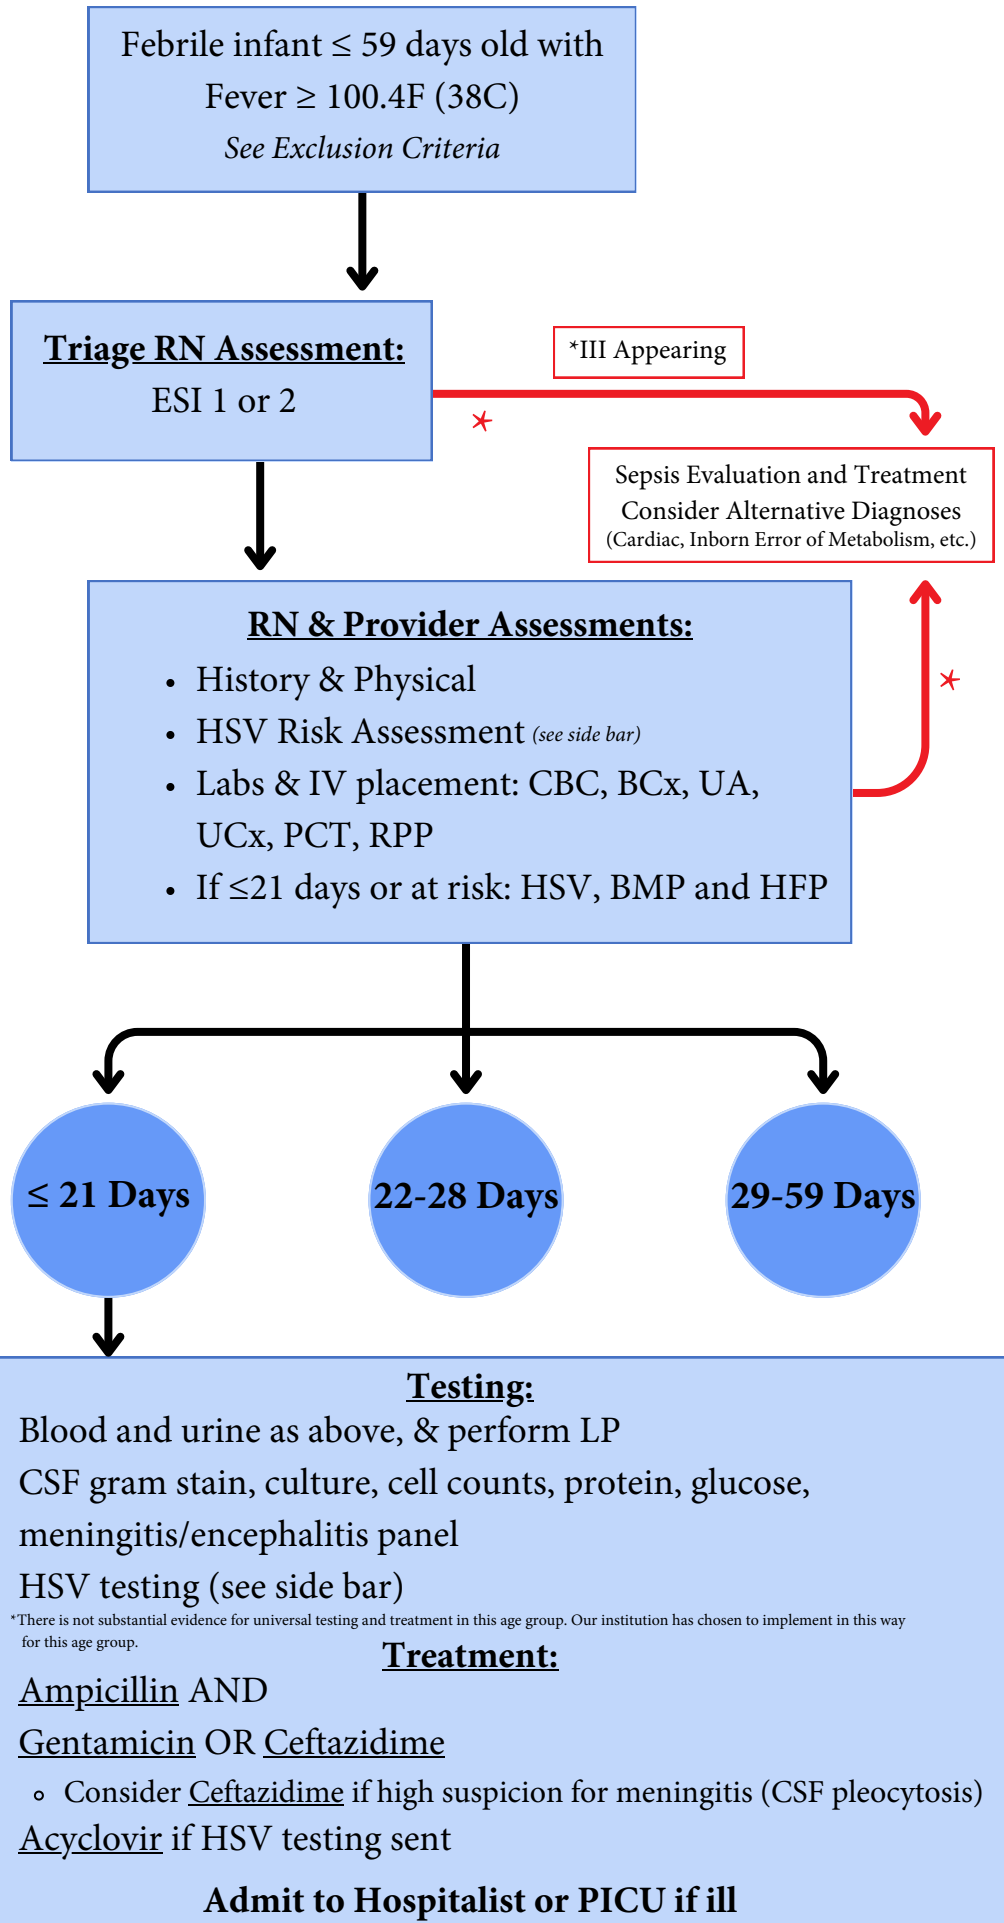 Febrile infant ≤ 59 days old with
Fever ≥ 100.4F (38C)
See Exclusion Criteria
Triage RN Assessment:
ESI 1 or 2
*III Appearing
*
Sepsis Evaluation and Treatment
Consider Alternative Diagnoses
(Cardiac, Inborn Error of Metabolism, etc.)
RN & Provider Assessments:
• History & Physical
• HSV Risk Assessment (see side bar)
• Labs & IV placement: CBC, BCx, UA,
UCx, PCT, RPP
• If ≤21 days or at risk: HSV, BMP and HFP
*
≤ 21 Days
22-28 Days
29-59 Days
Testing:
Blood and urine as above, & perform LP
CSF gram stain, culture, cell counts, protein, glucose,
meningitis/encephalitis panel
HSV testing (see side bar)
*There is not substantial evidence for universal testing and treatment in this age group. Our institution has chosen to implement in this way
for this age group.
Treatment:
Ampicillin AND
Gentamicin OR Ceftazidime
◦ Consider Ceftazidime if high suspicion for meningitis (CSF pleocytosis)
Acyclovir if HSV testing sent
Admit to Hospitalist or PICU if ill